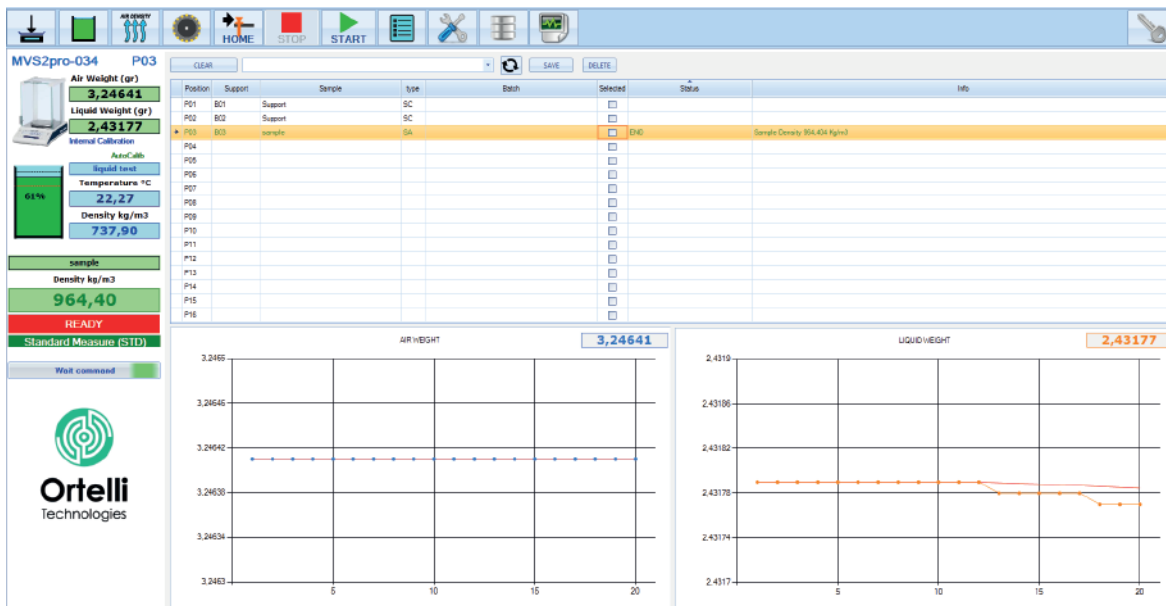 AIR DENSITY
HOME
STOP
START
MVS2pro-034 P03
Air Weight (gr)
3,24641
Liquid Weight (gr)
2,43177
Internal Calibration
AutoCalib
liquid test
Temperature °C
61%
22,27
Density kg/m3
737,90
sample
Density kg/m3
964,40
READY
Standard Measure (STD)
Wait command
Ortelli
Technologies
CLEAR SAVE DELETE
Position Support Sample type Batch Selected Status Info
P01 B01 Support SC
P02 B02 Support SC
P03 B03 sample SA END Sample Density 964,404 Kg/m3
P04
P05
P06
P07
P08
P09
P10
P11
P12
P13
P14
P15
P16
AIR WEIGHT 3,24641
3,2465
3,24646
3,24642
3,24638
3,24634
3,2463
5 10 15 20
LIQUID WEIGHT 2,43177
2,4319
2,43186
2,43182
2,43178
2,43174
2,4317
5 10 15 20